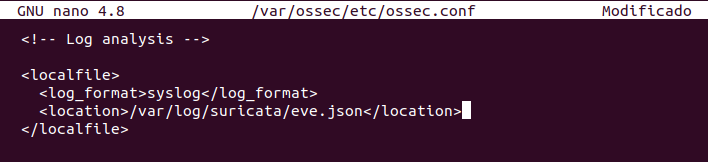 GNU nano 4.8 /var/ossec/etc/ossec.conf Modificado
<!-- Log analysis -->
<localfile>
<log_format>syslog</log_format>
<location>/var/log/suricata/eve.json</location>
</localfile>